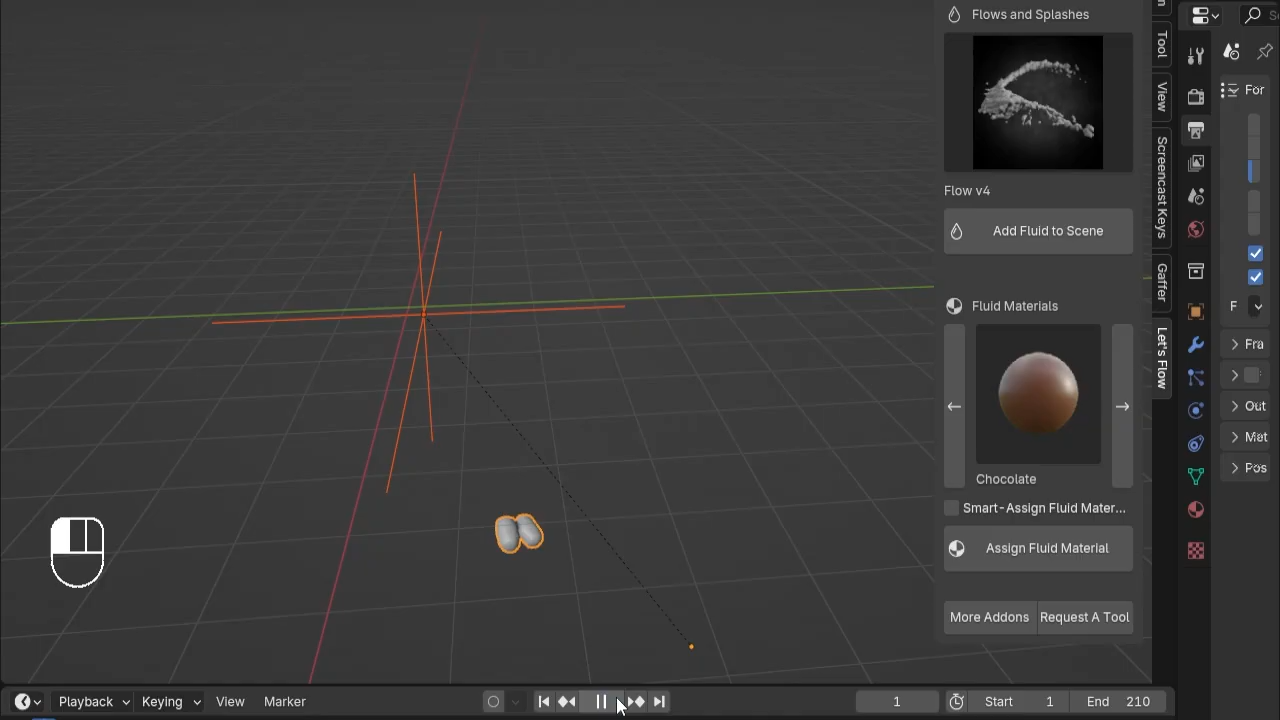 Flows and Splashes
Flow v4
Add Fluid to Scene
Fluid Materials
Chocolate
Smart-Assign Fluid Mater...
Assign Fluid Material
More Addons
Request A Tool
Tool
View
Screencast Keys
Gaffer
Let's Flow
For
F
Fra
Out
Mat
Pos
Playback
Keying
View
Marker
1
Start 1
End 210